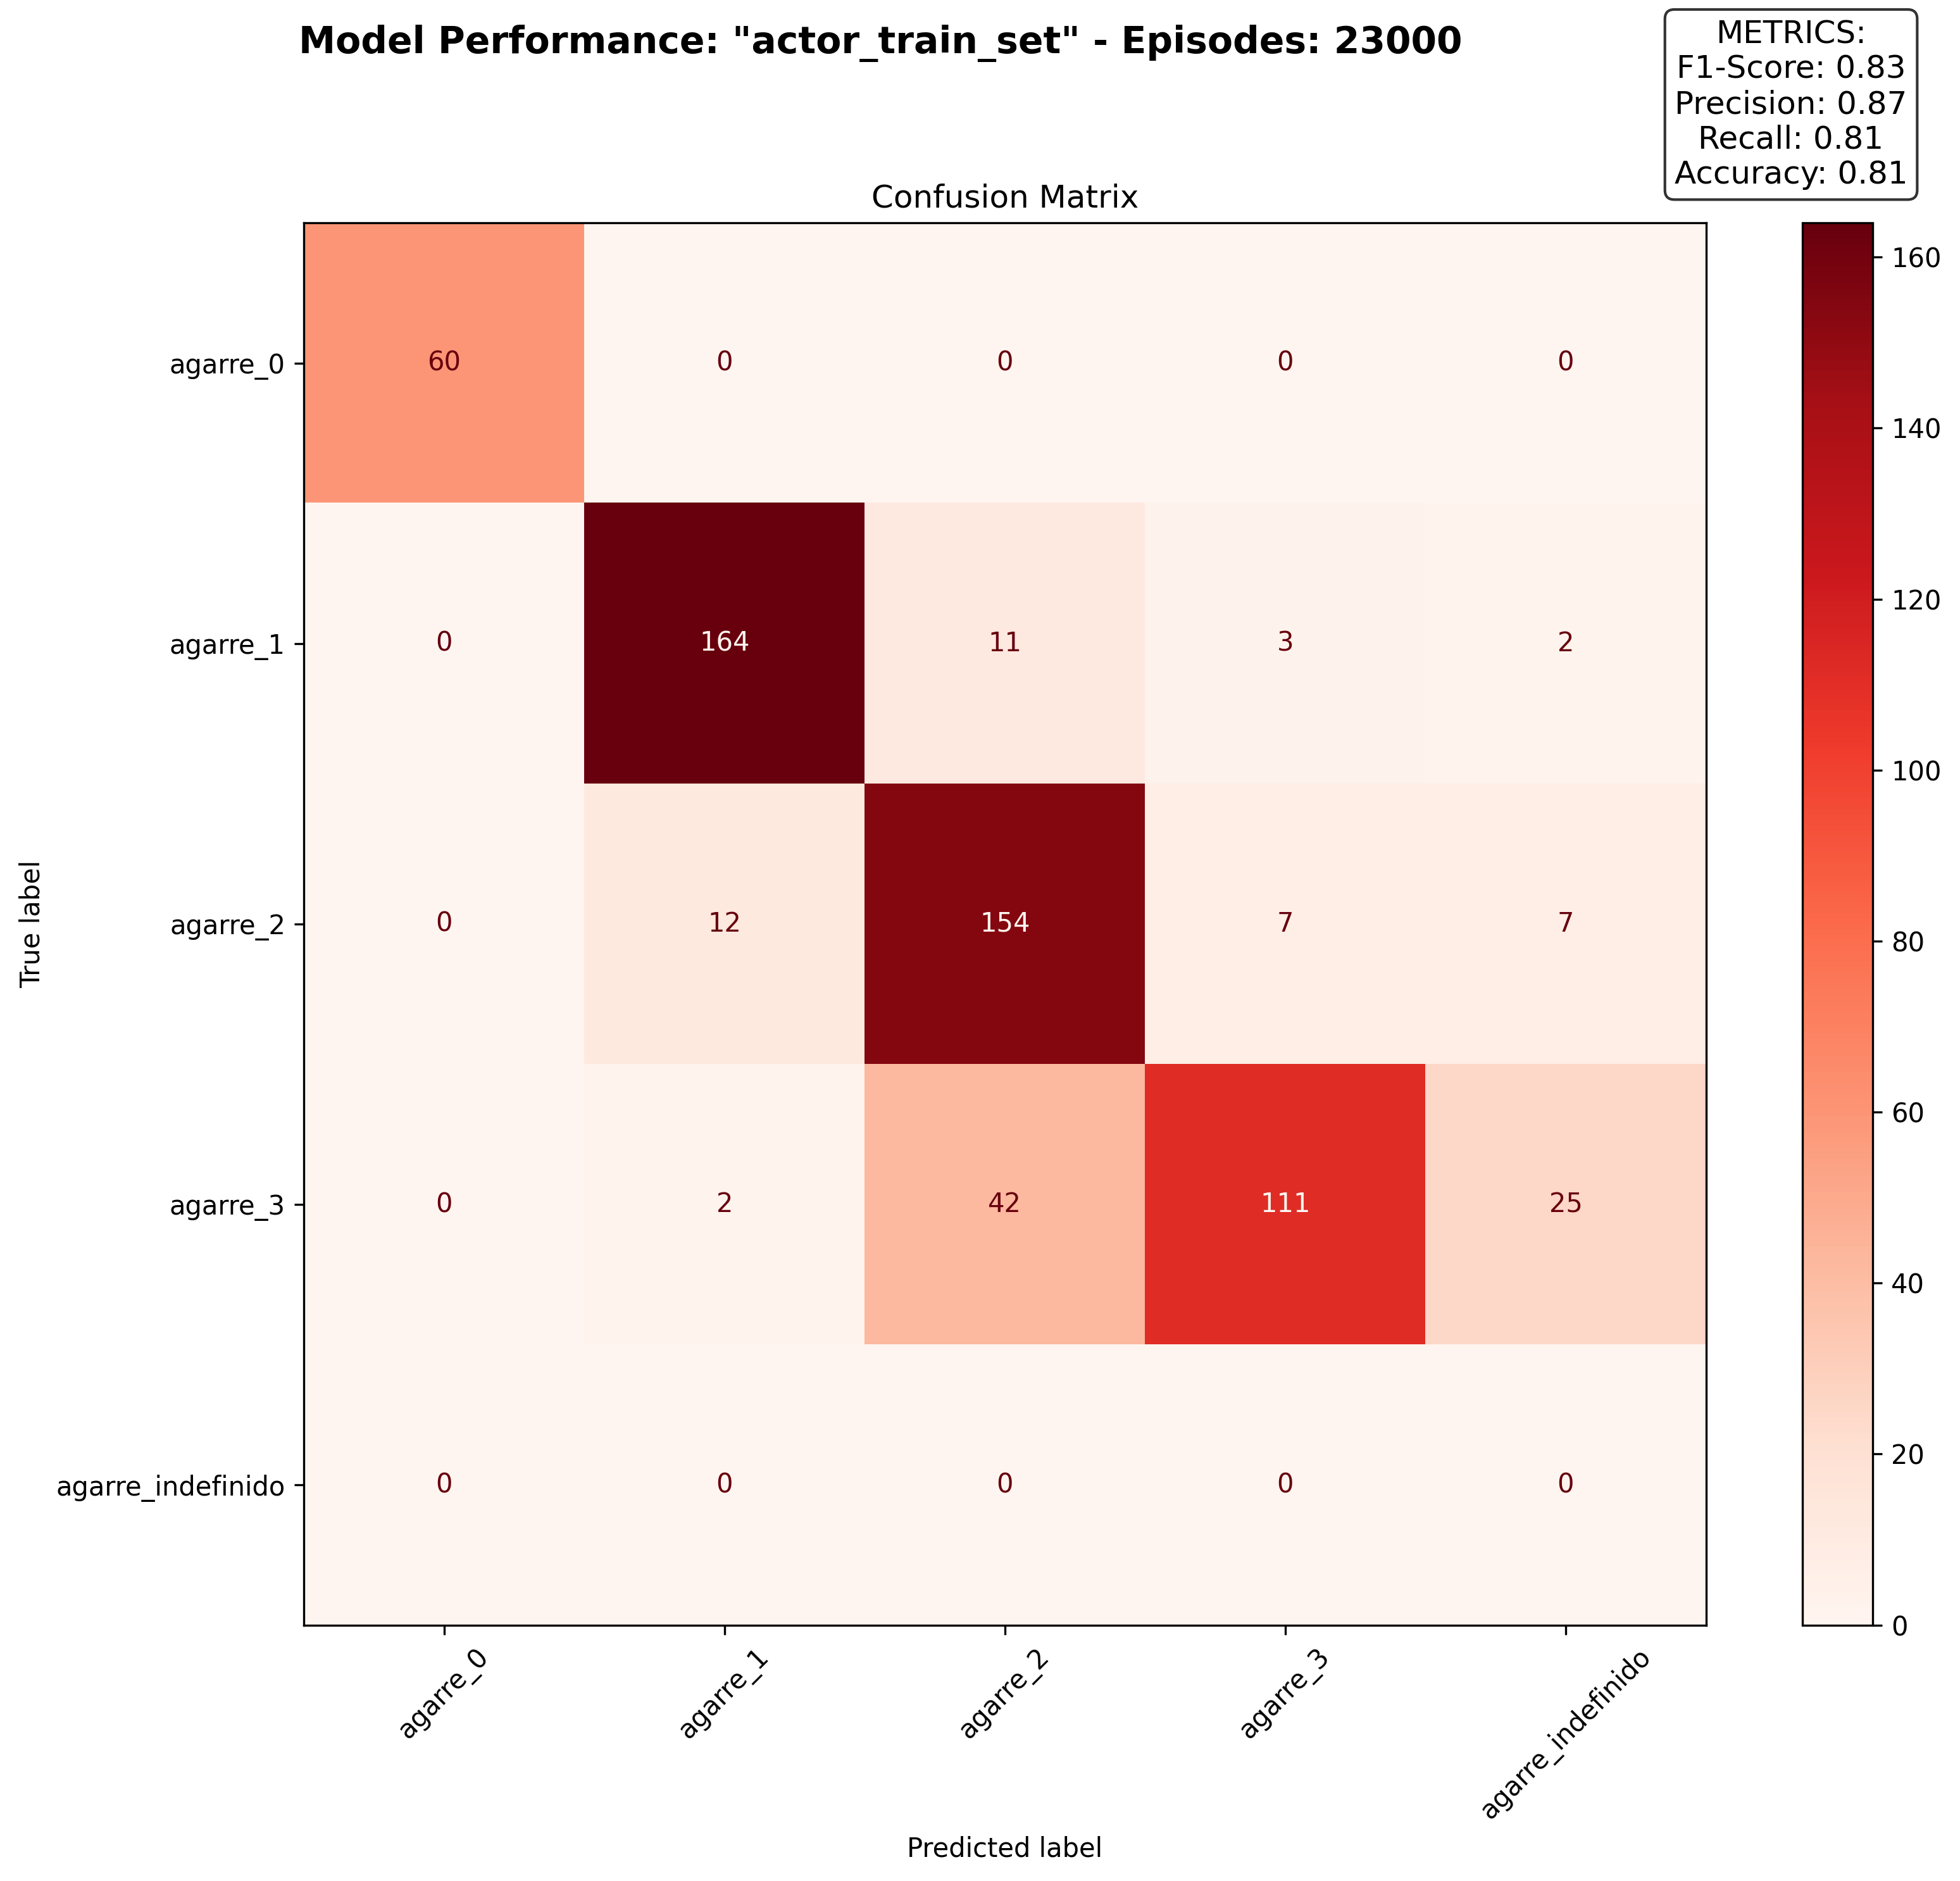 Model Performance: "actor_train_set" - Episodes: 23000
METRICS:
F1-Score: 0.83
Precision: 0.87
Recall: 0.81
Accuracy: 0.81
Confusion Matrix
agarre_0 60 0 0 0 0
agarre_1 0 164 11 3 2
agarre_2 0 12 154 7 7
agarre_3 0 2 42 111 25
agarre_indefinido 0 0 0 0 0
True label
agarre_0 agarre_1 agarre_2 agarre_3 agarre_indefinido
Predicted label
160
140
120
100
80
60
40
20
0